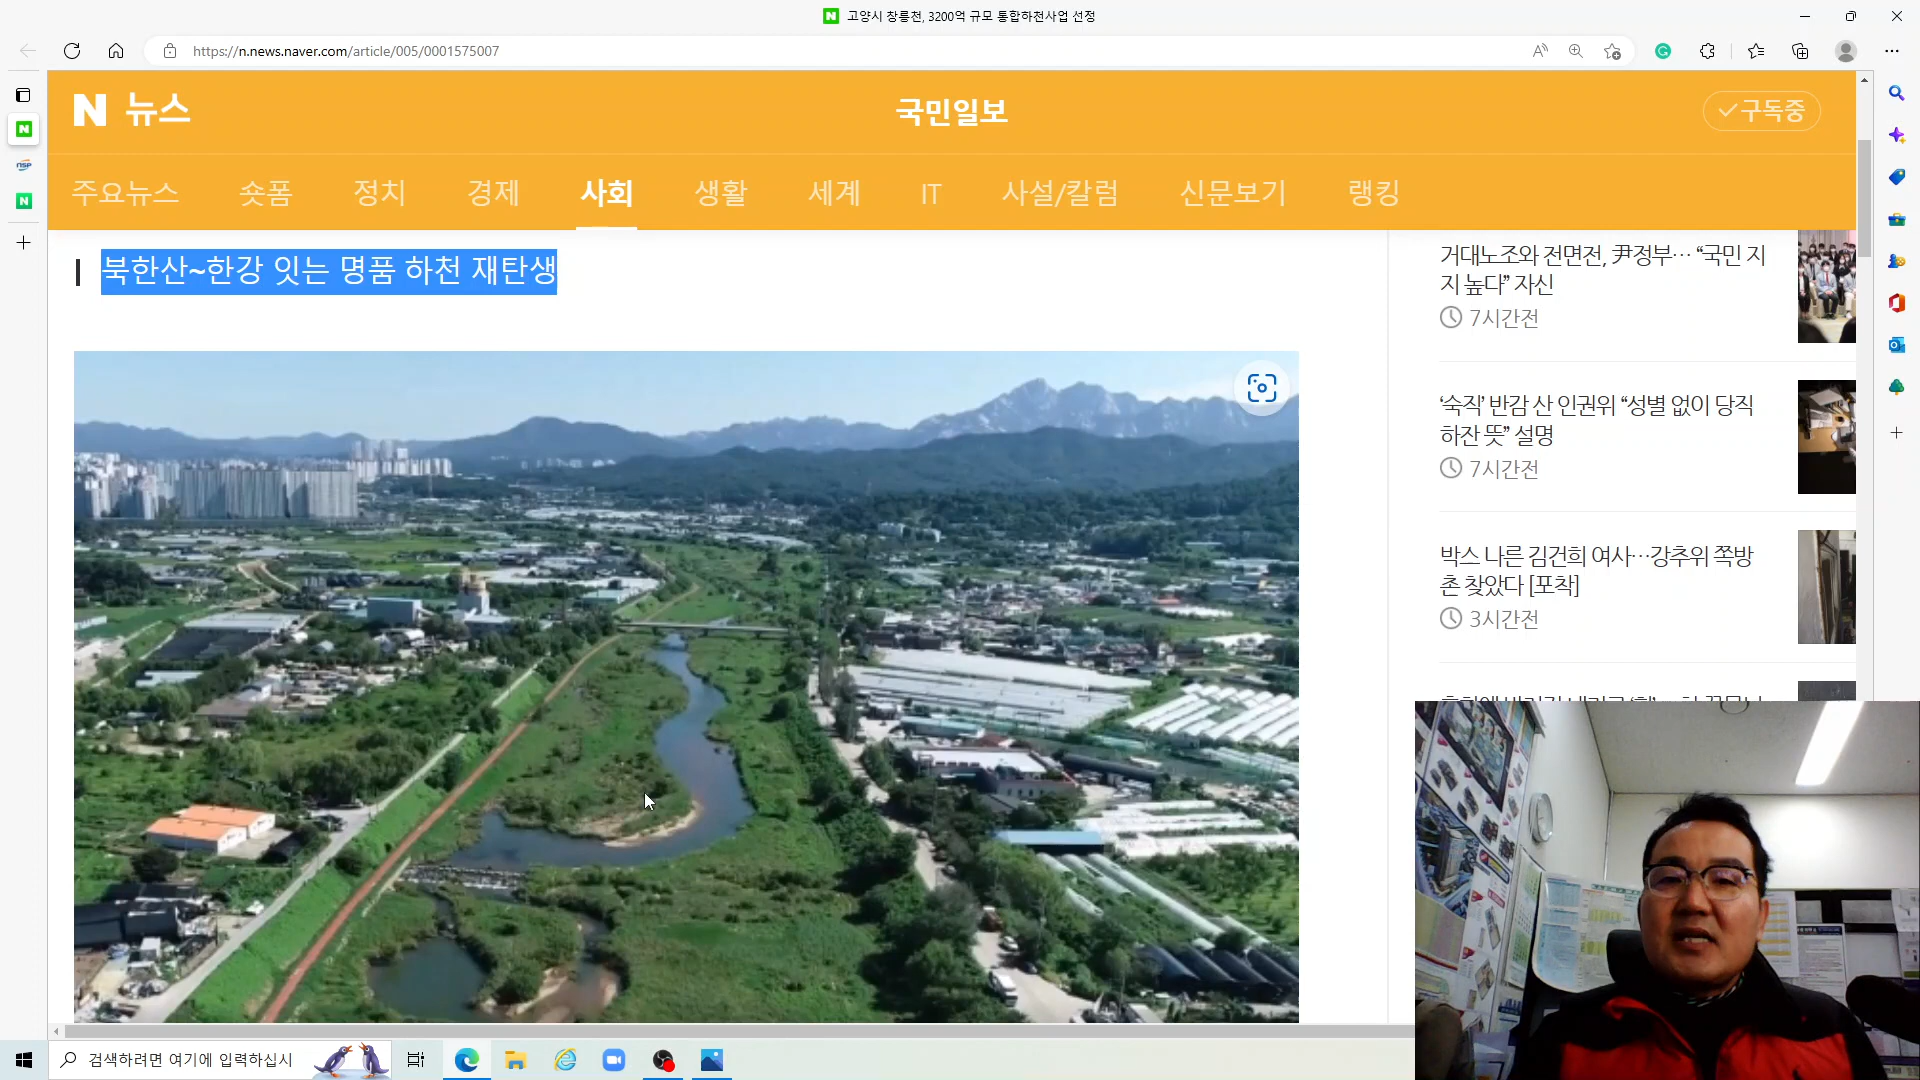 고양시 창릉천, 3200억 규모 통합하천사업 선정
https://n.news.naver.com/article/005/0001575007
N 뉴스
국민일보
구독중
주요뉴스 숏폼 정치 경제 사회 생활 세계 IT 사설/칼럼 신문보기 랭킹
북한산~한강 잇는 명품 하천 재탄생
거대노조와 전면전, 尹정부… “국민 지
지 높다” 자신
7시간전
‘숙직’ 반감 산 인권위 “성별 없이 당직
하잔 뜻” 설명
7시간전
박스 나른 김건희 여사…강추위 쪽방
촌 찾았다 [포착]
3시간전
검색하려면 여기에 입력하십시